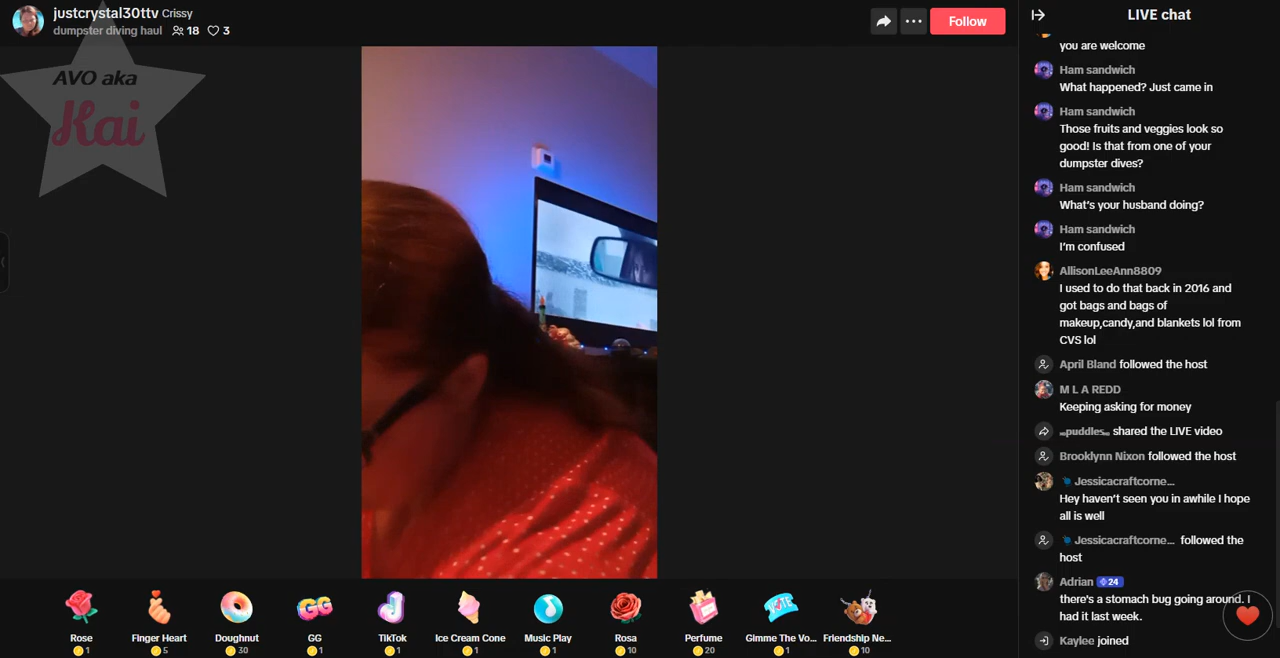 justcrystal30ttv Crissy
dumpster diving haul 18 3
Follow
LIVE chat
AVO aka
Kai
you are welcome
Ham sandwich
What happened? Just came in
Ham sandwich
Those fruits and veggies look so
good! Is that from one of your
dumpster dives?
Ham sandwich
What's your husband doing?
Ham sandwich
I'm confused
AllisonLeeAnn8809
I used to do that back in 2016 and
got bags and bags of
makeup,candy,and blankets lol from
CVS lol
April Bland followed the host
M L A REDD
Keeping asking for money
puddles shared the LIVE video
Brooklynn Nixon followed the host
Jessicacraftcorne...
Hey haven't seen you in awhile I hope
all is well
Jessicacraftcorne... followed the
host
Adrian 24
there's a stomach bug going around. I
had it last week.
Kaylee joined
Rose Finger Heart Doughnut GG TikTok Ice Cream Cone Music Play Rosa Perfume GImme The Vo... Friendship Ne...
1 5 30 1 1 1 1 10 20 1 10